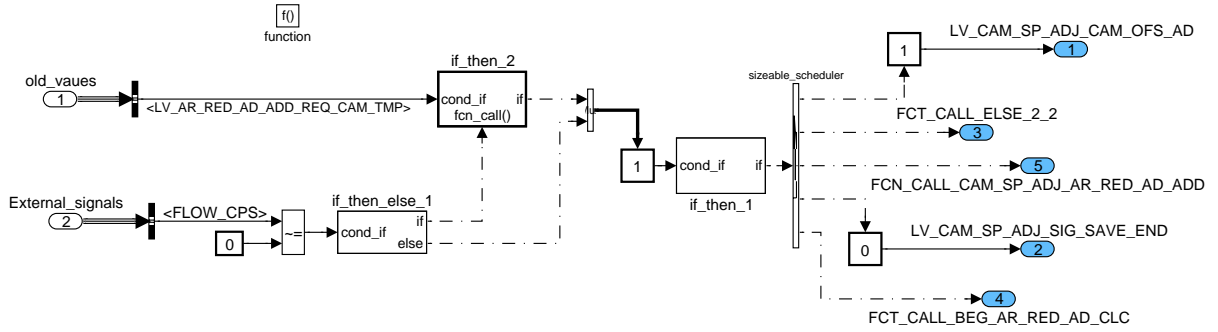 f()
function
old_vaues
1
<LV_AR_RED_AD_ADD_REQ_CAM_TMP>
if_then_2
cond_if
if
fcn_call()
External_signals
2
<FLOW_CPS>
0
~=
if_then_else_1
cond_if
if
else
1
cond_if
if
if_then_1
sizeable_scheduler
1
LV_CAM_SP_ADJ_CAM_OFS_AD
1
FCT_CALL_ELSE_2_2
3
5
FCN_CALL_CAM_SP_ADJ_AR_RED_AD_ADD
0
LV_CAM_SP_ADJ_SIG_SAVE_END
2
4
FCT_CALL_BEG_AR_RED_AD_CLC